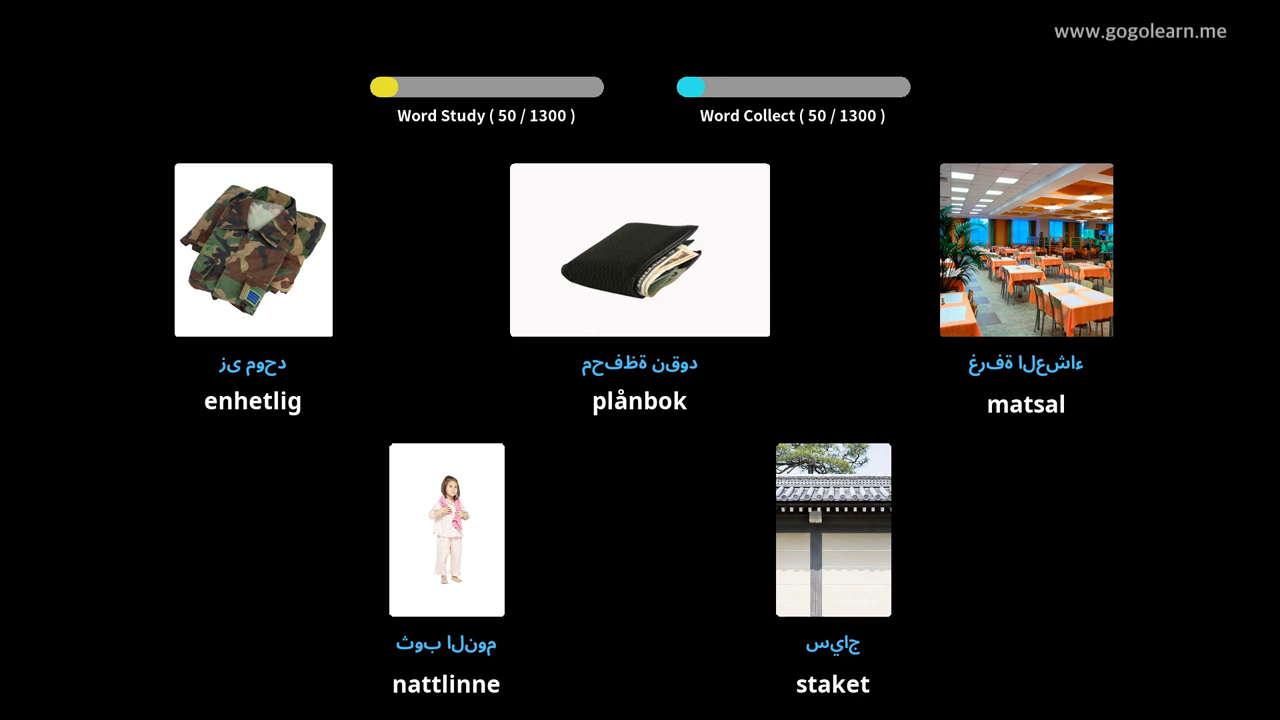 www.gogolearn.me
Word Study ( 50 / 1300 )
Word Collect ( 50 / 1300 )
زى موحد
enhetlig
محفظة نقود
plånbok
غرفة العشاء
matsal
ثوب النوم
nattlinne
سياج
staket